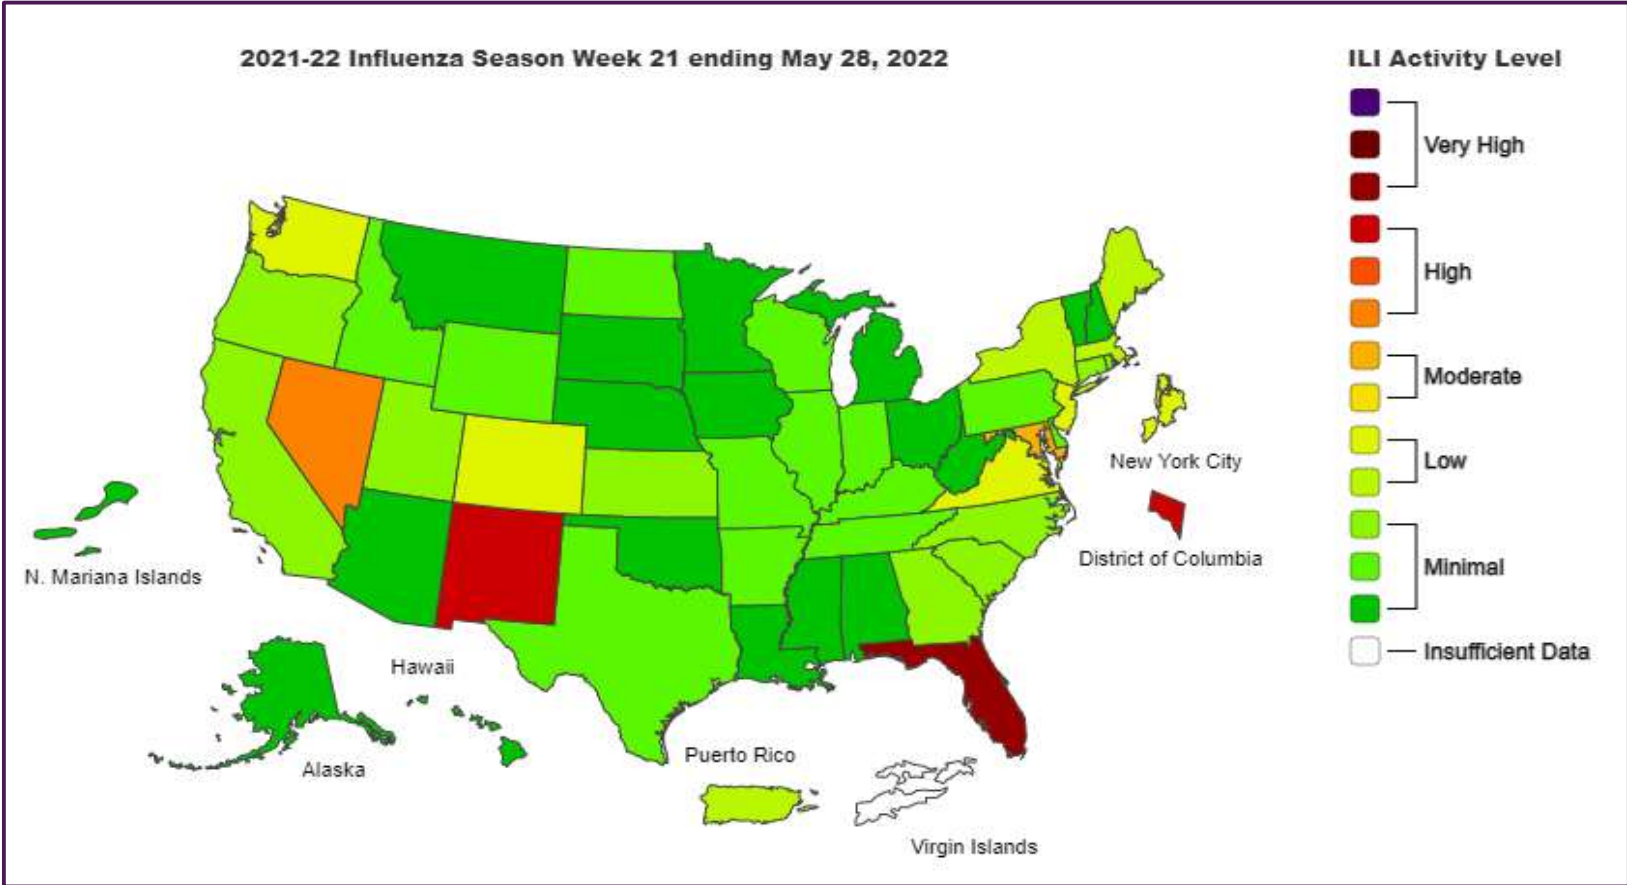 2021-22 Influenza Season Week 21 ending May 28, 2022
ILI Activity Level
Very High
High
Moderate
Low
Minimal
Insufficient Data
New York City
District of Columbia
N. Mariana Islands
Hawaii
Alaska
Puerto Rico
Virgin Islands